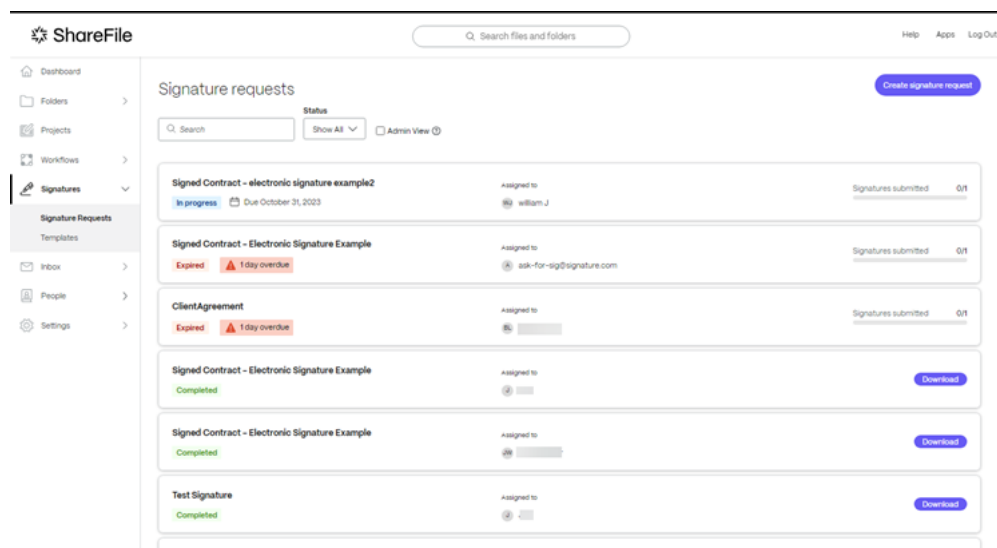 ShareFile
Search files and folders
Help Apps Log Out
Dashboard
Folders
Projects
Workflows
Signatures
Signature Requests
Templates
Inbox
People
Settings
Signature requests
Create signature request
Status
Search
Show All
Admin View
Signed Contract - electronic signature example2
In progress
Due October 31, 2023
Assigned to
WJ
william J
Signatures submitted 0/1
Signed Contract - Electronic Signature Example
Expired
1 day overdue
Assigned to
A
ask-for-sig@signature.com
Signatures submitted 0/1
ClientAgreement
Expired
1 day overdue
Assigned to
BL
Signatures submitted 0/1
Signed Contract - Electronic Signature Example
Completed
Assigned to
J
Download
Signed Contract - Electronic Signature Example
Completed
Assigned to
JW
Download
Test Signature
Completed
Assigned to
J
Download